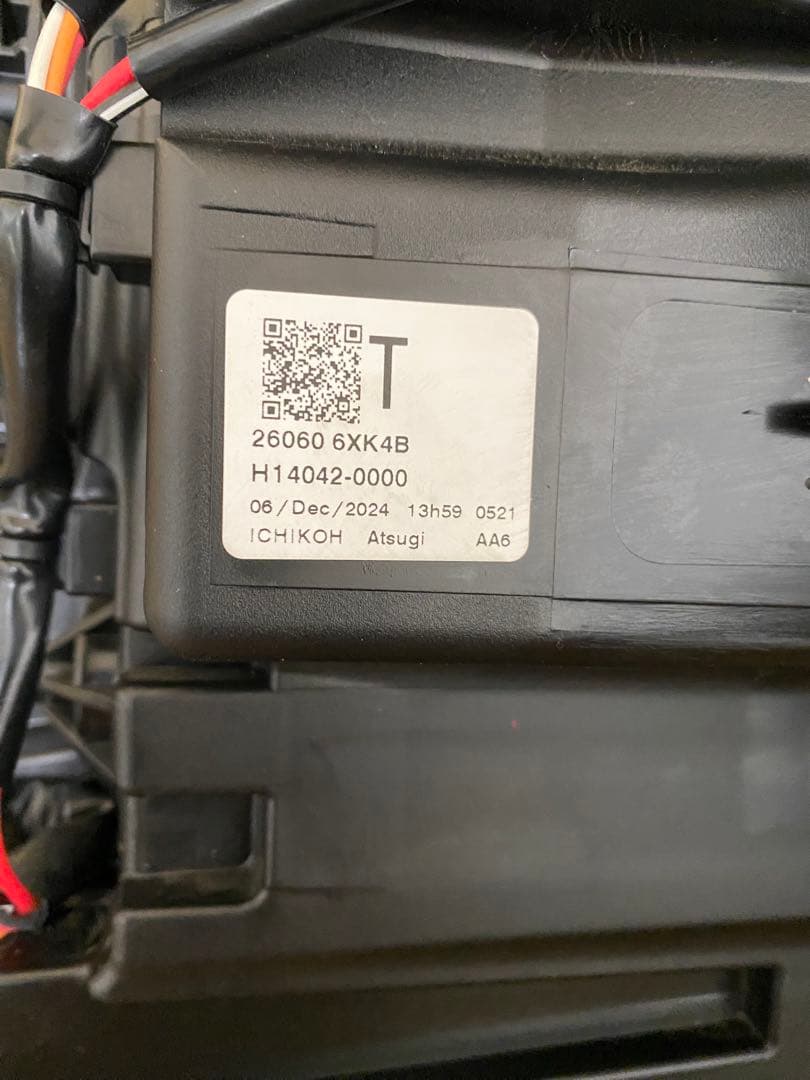 T
26060 6XK4B
H14042-0000
06/Dec/2024 13h59 0521
ICHIKOH Atsugi AA6